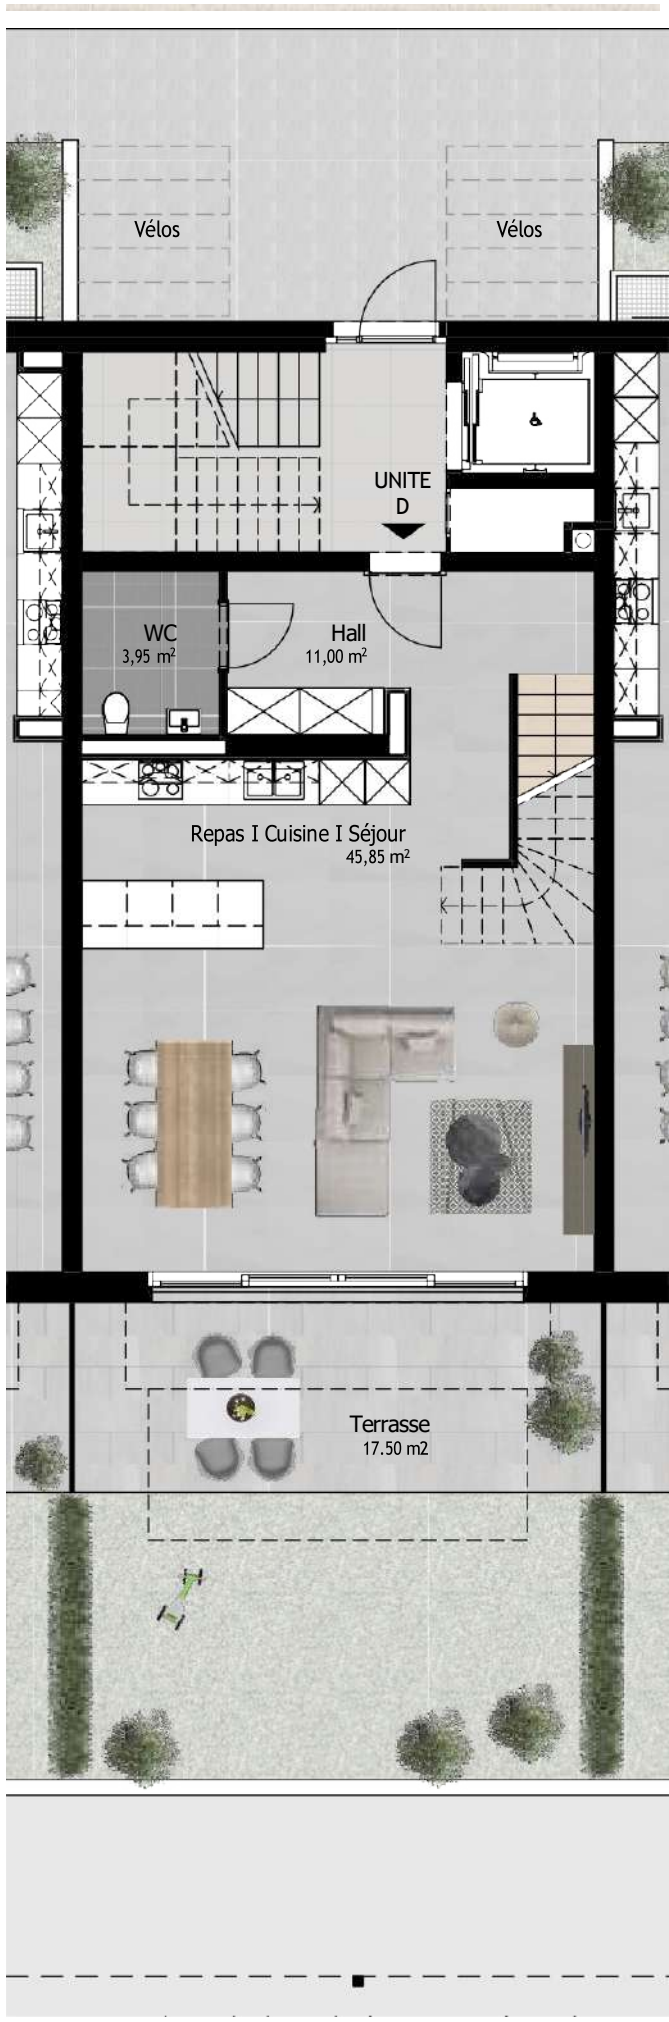 Vélos
Vélos
UNITE
D
WC
3,95 m²
Hall
11,00 m²
Repas I Cuisine I Séjour
45,85 m²
Terrasse
17.50 m2